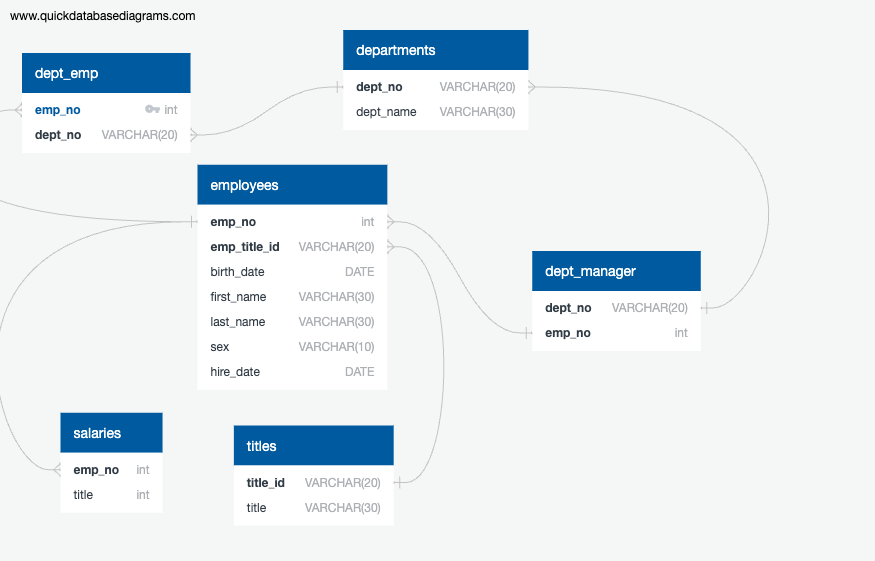 www.quickdatabasediagrams.com
departments
dept_no VARCHAR(20)
dept_name VARCHAR(30)
dept_emp
emp_no int
dept_no VARCHAR(20)
employees
emp_no int
emp_title_id VARCHAR(20)
birth_date DATE
first_name VARCHAR(30)
last_name VARCHAR(30)
sex VARCHAR(10)
hire_date DATE
dept_manager
dept_no VARCHAR(20)
emp_no int
salaries
emp_no int
title int
titles
title_id VARCHAR(20)
title VARCHAR(30)